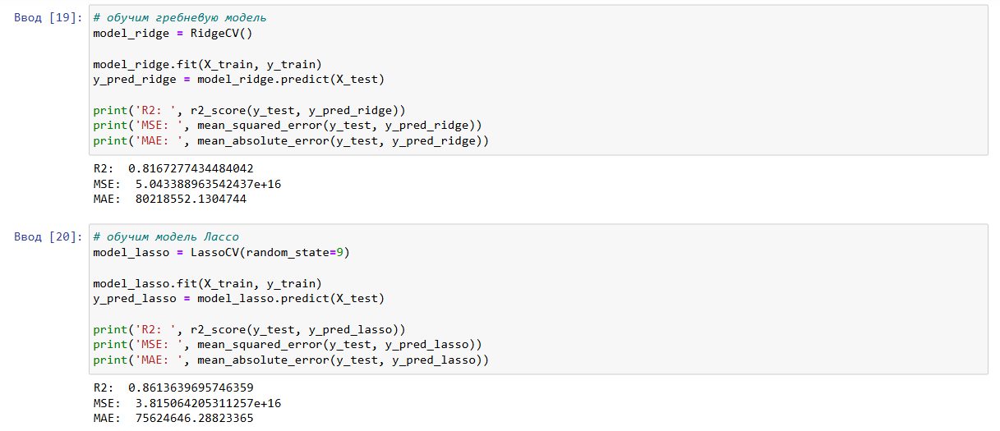 Ввод [19]: # обучим гребневую модель
model_ridge = RidgeCV()
model_ridge.fit(X_train, y_train)
y_pred_ridge = model_ridge.predict(X_test)
print('R2: ', r2_score(y_test, y_pred_ridge))
print('MSE: ', mean_squared_error(y_test, y_pred_ridge))
print('MAE: ', mean_absolute_error(y_test, y_pred_ridge))
R2:  0.8167277434484042
MSE:  5.043388963542437e+16
MAE:  80218552.1304744
Ввод [20]: # обучим модель Лассо
model_lasso = LassoCV(random_state=9)
model_lasso.fit(X_train, y_train)
y_pred_lasso = model_lasso.predict(X_test)
print('R2: ', r2_score(y_test, y_pred_lasso))
print('MSE: ', mean_squared_error(y_test, y_pred_lasso))
print('MAE: ', mean_absolute_error(y_test, y_pred_lasso))
R2:  0.8613639695746359
MSE:  3.815064205311257e+16
MAE:  75624646.28823365